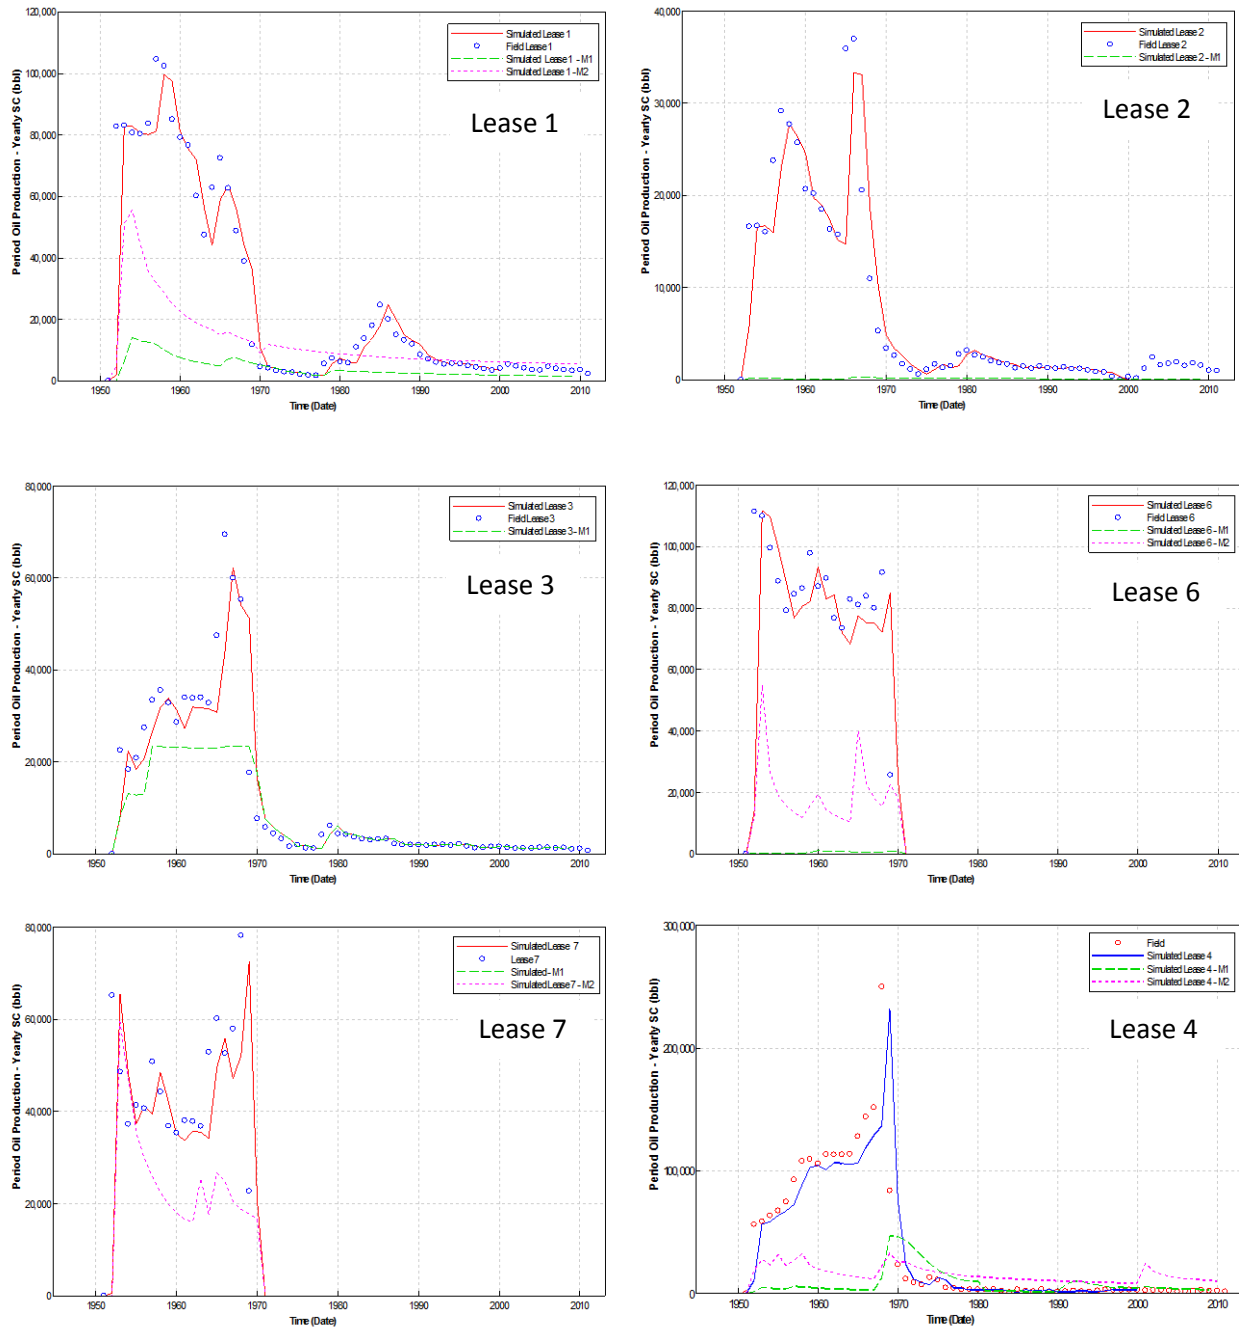 120,000
100,000
80,000
60,000
40,000
20,000
0
1950 1960 1970 1980 1990 2000 2010
Time (Date)
Period Oil Production - Yearly SC (bbl)
Simulated Lease 1
Field Lease 1
Simulated Lease 1 - M1
Simulated Lease 1 - M2
Lease 1
40,000
30,000
20,000
10,000
0
1950 1960 1970 1980 1990 2000 2010
Time (Date)
Period Oil Production - Yearly SC (bbl)
Simulated Lease 2
Field Lease 2
Simulated Lease 2 - M1
Lease 2
80,000
60,000
40,000
20,000
0
1950 1960 1970 1980 1990 2000 2010
Time (Date)
Period Oil Production - Yearly SC (bbl)
Simulated Lease 3
Field Lease 3
Simulated Lease 3 - M1
Lease 3
120,000
100,000
80,000
60,000
40,000
20,000
0
1950 1960 1970 1980 1990 2000 2010
Time (Date)
Period Oil Production - Yearly SC (bbl)
Simulated Lease 6
Field Lease 6
Simulated Lease 6 - M1
Simulated Lease 6 - M2
Lease 6
80,000
60,000
40,000
20,000
0
1950 1960 1970 1980 1990 2000 2010
Time (Date)
Period Oil Production - Yearly SC (bbl)
Simulated Lease 7
Lease 7
Simulated - M1
Simulated Lease 7 - M2
Lease 7
300,000
200,000
100,000
0
1950 1960 1970 1980 1990 2000 2010
Time (Date)
Period Oil Production - Yearly SC (bbl)
Field
Simulated Lease 4
Simulated Lease 4 - M1
Simulated Lease 4 - M2
Lease 4